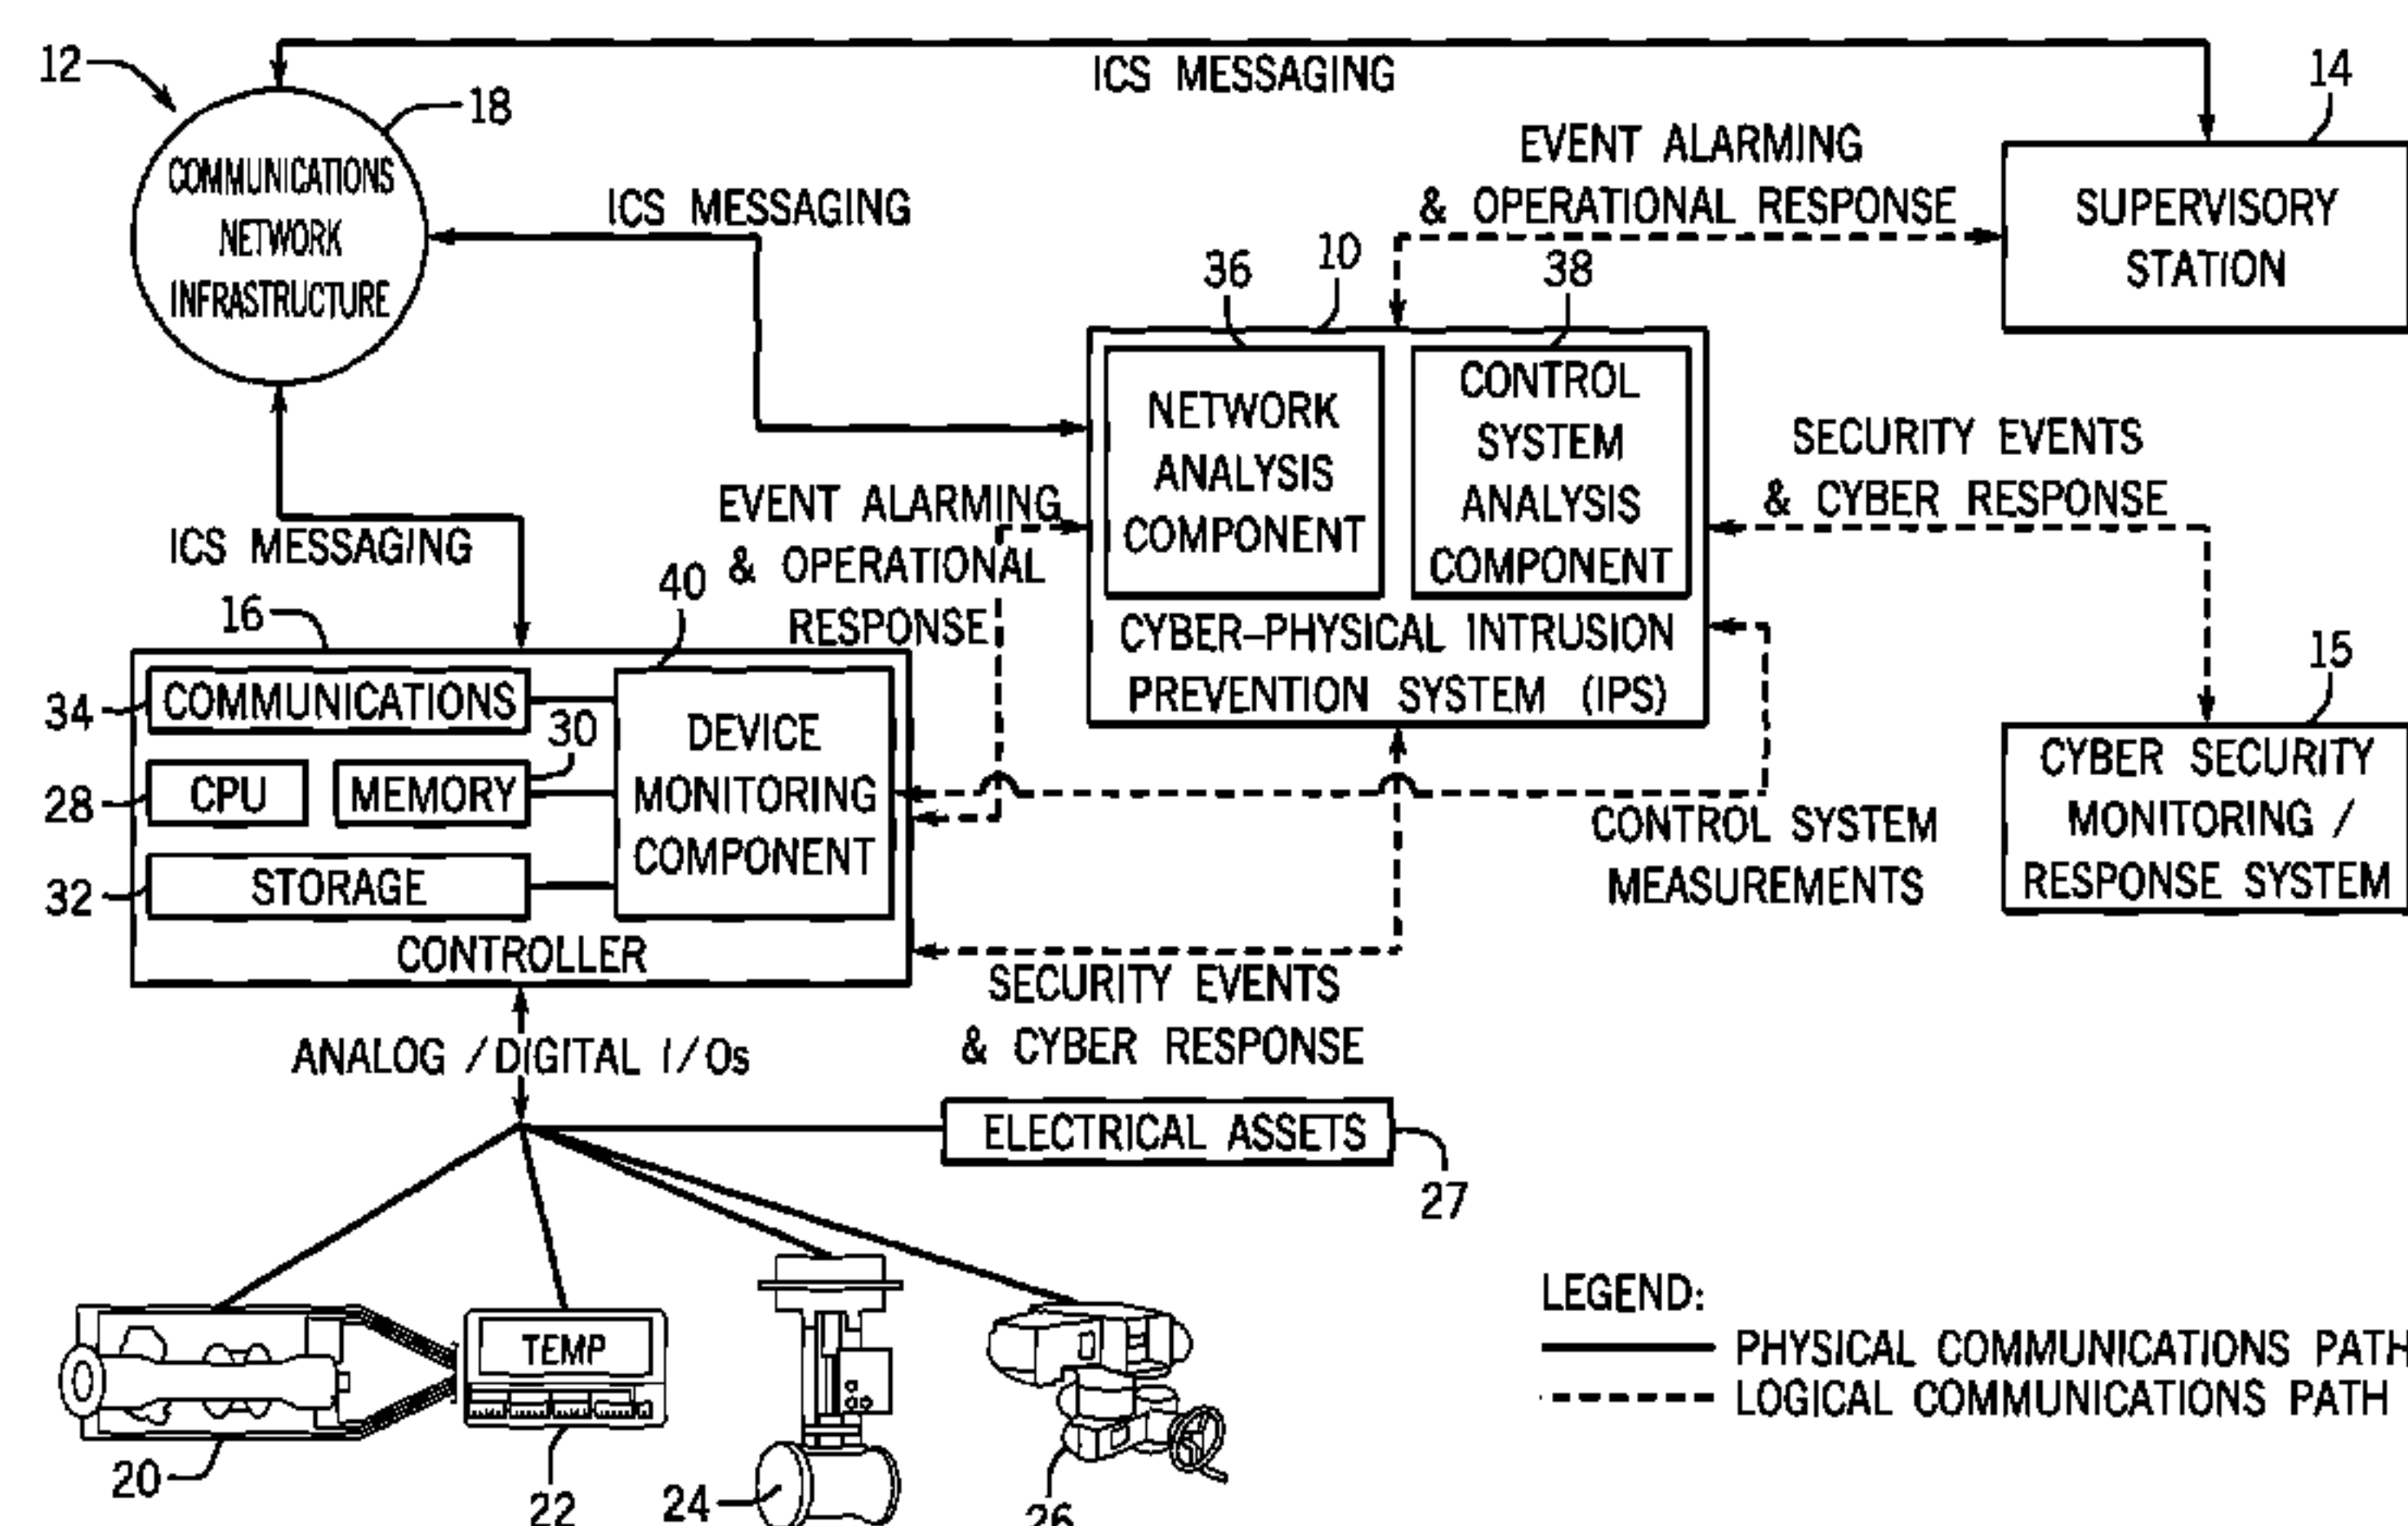 12
18
COMMUNICATIONS
NETWORK
INFRASTRUCTURE
ICS MESSAGING
14
SUPERVISORY
STATION
EVENT ALARMING
& OPERATIONAL RESPONSE
ICS MESSAGING
36
10
38
NETWORK
ANALYSIS
COMPONENT
CONTROL
SYSTEM
ANALYSIS
COMPONENT
CYBER-PHYSICAL INTRUSION
PREVENTION SYSTEM (IPS)
SECURITY EVENTS
& CYBER RESPONSE
EVENT ALARMING
& OPERATIONAL
RESPONSE
ICS MESSAGING
16
40
34
COMMUNICATIONS
30
28
CPU
MEMORY
32
STORAGE
DEVICE
MONITORING
COMPONENT
CONTROLLER
15
CYBER SECURITY
MONITORING /
RESPONSE SYSTEM
CONTROL SYSTEM
MEASUREMENTS
SECURITY EVENTS
& CYBER RESPONSE
ANALOG / DIGITAL I/Os
ELECTRICAL ASSETS
27
TEMP
20
22
24
26
LEGEND:
PHYSICAL COMMUNICATIONS PATH
LOGICAL COMMUNICATIONS PATH